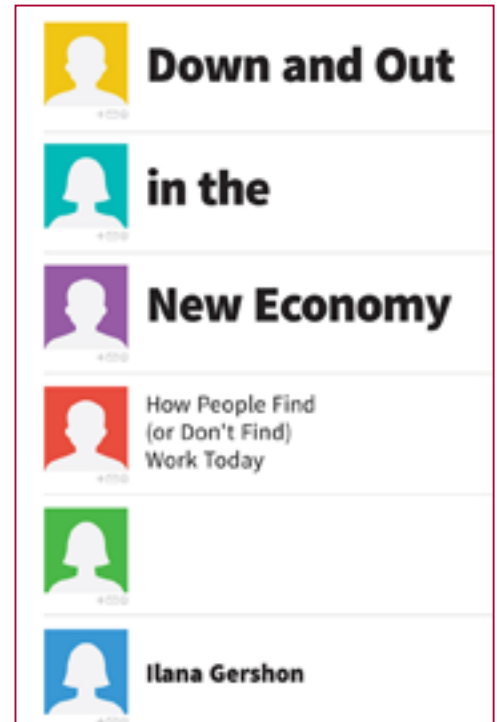 Down and Out
in the
New Economy
How People Find
(or Don't Find)
Work Today
Ilana Gershon